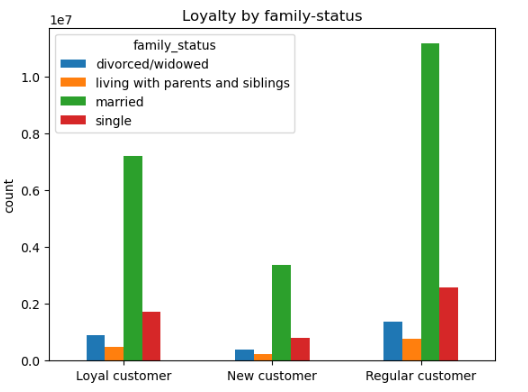 Loyalty by family-status
1e7
family_status
divorced/widowed
living with parents and siblings
married
single
1.0
0.8
0.6
0.4
0.2
0.0
count
Loyal customer
New customer
Regular customer